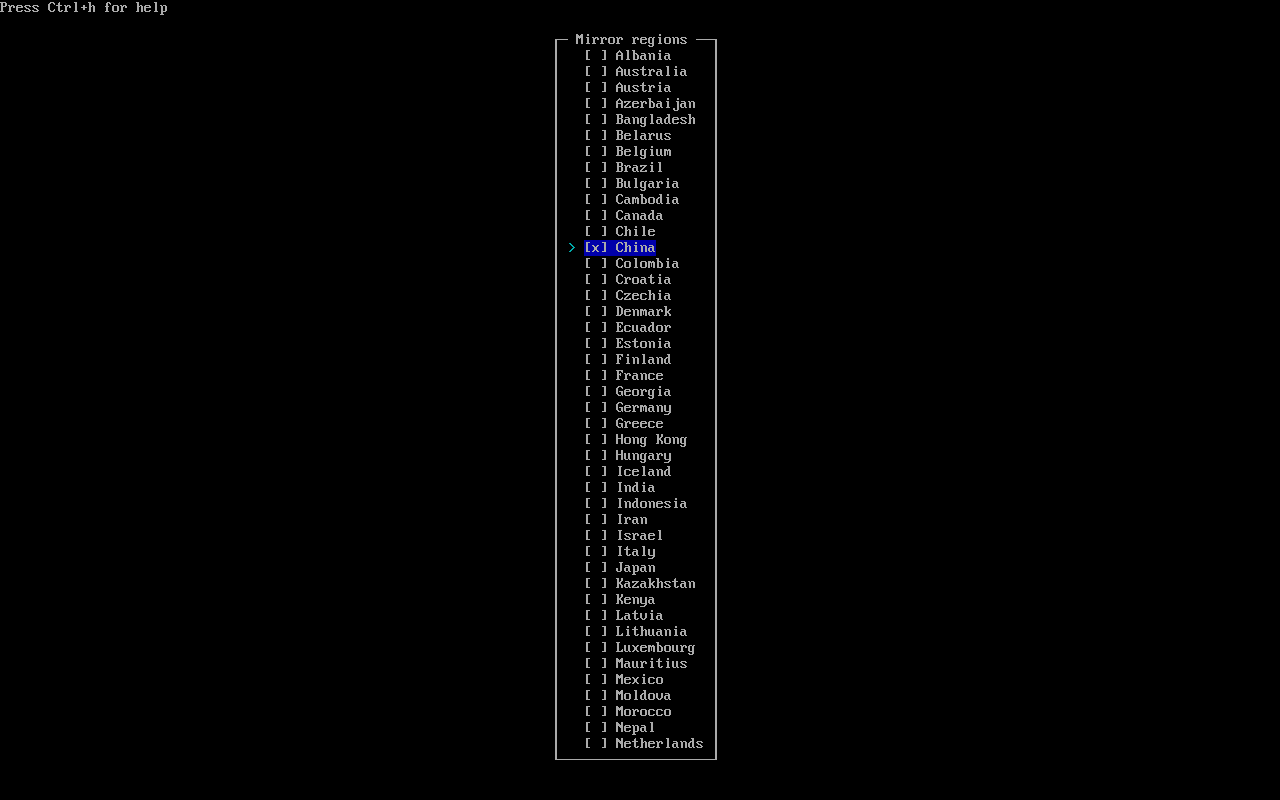 Press Ctrl+h for help
Mirror regions
[ ] Albania
[ ] Australia
[ ] Austria
[ ] Azerbaijan
[ ] Bangladesh
[ ] Belarus
[ ] Belgium
[ ] Brazil
[ ] Bulgaria
[ ] Cambodia
[ ] Canada
[ ] Chile
> [x] China
[ ] Colombia
[ ] Croatia
[ ] Czechia
[ ] Denmark
[ ] Ecuador
[ ] Estonia
[ ] Finland
[ ] France
[ ] Georgia
[ ] Germany
[ ] Greece
[ ] Hong Kong
[ ] Hungary
[ ] Iceland
[ ] India
[ ] Indonesia
[ ] Iran
[ ] Israel
[ ] Italy
[ ] Japan
[ ] Kazakhstan
[ ] Kenya
[ ] Latvia
[ ] Lithuania
[ ] Luxembourg
[ ] Mauritius
[ ] Mexico
[ ] Moldova
[ ] Morocco
[ ] Nepal
[ ] Netherlands